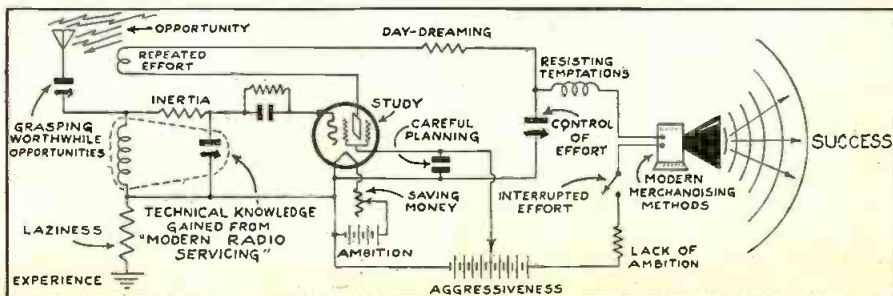 OPPORTUNITY
REPEATED
EFFORT
DAY-DREAMING
RESISTING
TEMPTATIONS
INERTIA
STUDY
CAREFUL
PLANNING
CONTROL
OF
EFFORT
GRASPING
WORTHWHILE
OPPORTUNITIES
SUCCESS
MODERN
MERCHANDISING
METHODS
INTERRUPTED
EFFORT
SAVING
MONEY
TECHNICAL KNOWLEDGE
GAINED FROM
"MODERN RADIO
SERVICING"
LAZINESS
AMBITION
LACK OF
AMBITION
EXPERIENCE
AGGRESSIVENESS